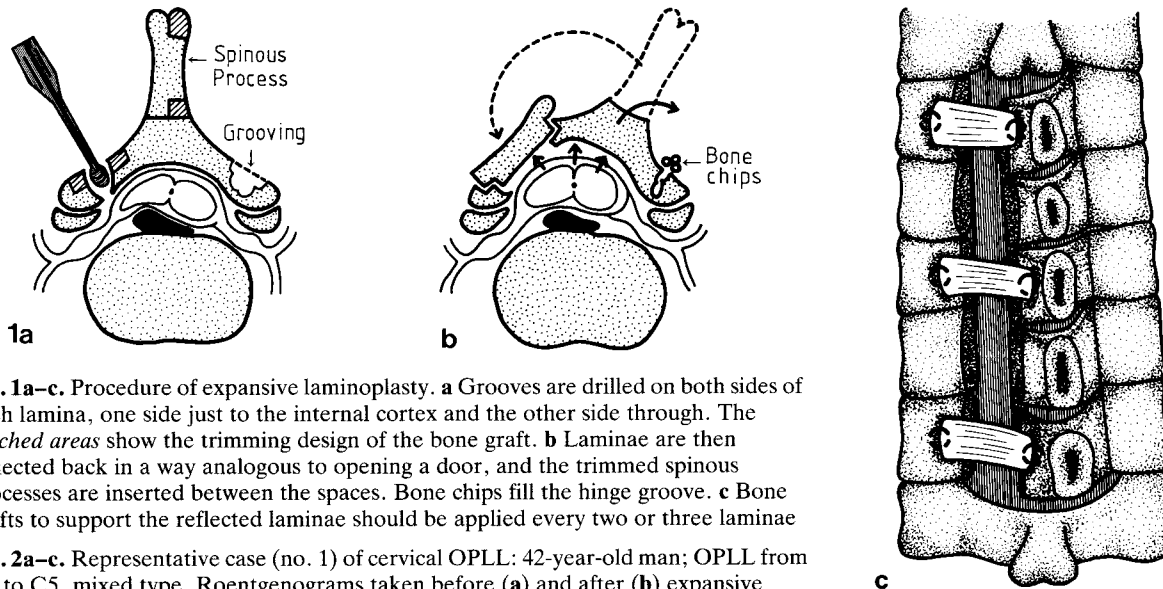 Spinous
Process
Grooving
1a
Bone
chips
b
c
. 1a–c. Procedure of expansive laminoplasty. a Grooves are drilled on both sides of
h lamina, one side just to the internal cortex and the other side through. The
ched areas show the trimming design of the bone graft. b Laminae are then
lected back in a way analogous to opening a door, and the trimmed spinous
ocesses are inserted between the spaces. Bone chips fill the hinge groove. c Bone
fts to support the reflected laminae should be applied every two or three laminae
. 2a–c. Representative case (no. 1) of cervical OPLL: 42-year-old man; OPLL from
to C5, mixed type. Roentgenograms taken before (a) and after (b) expansive